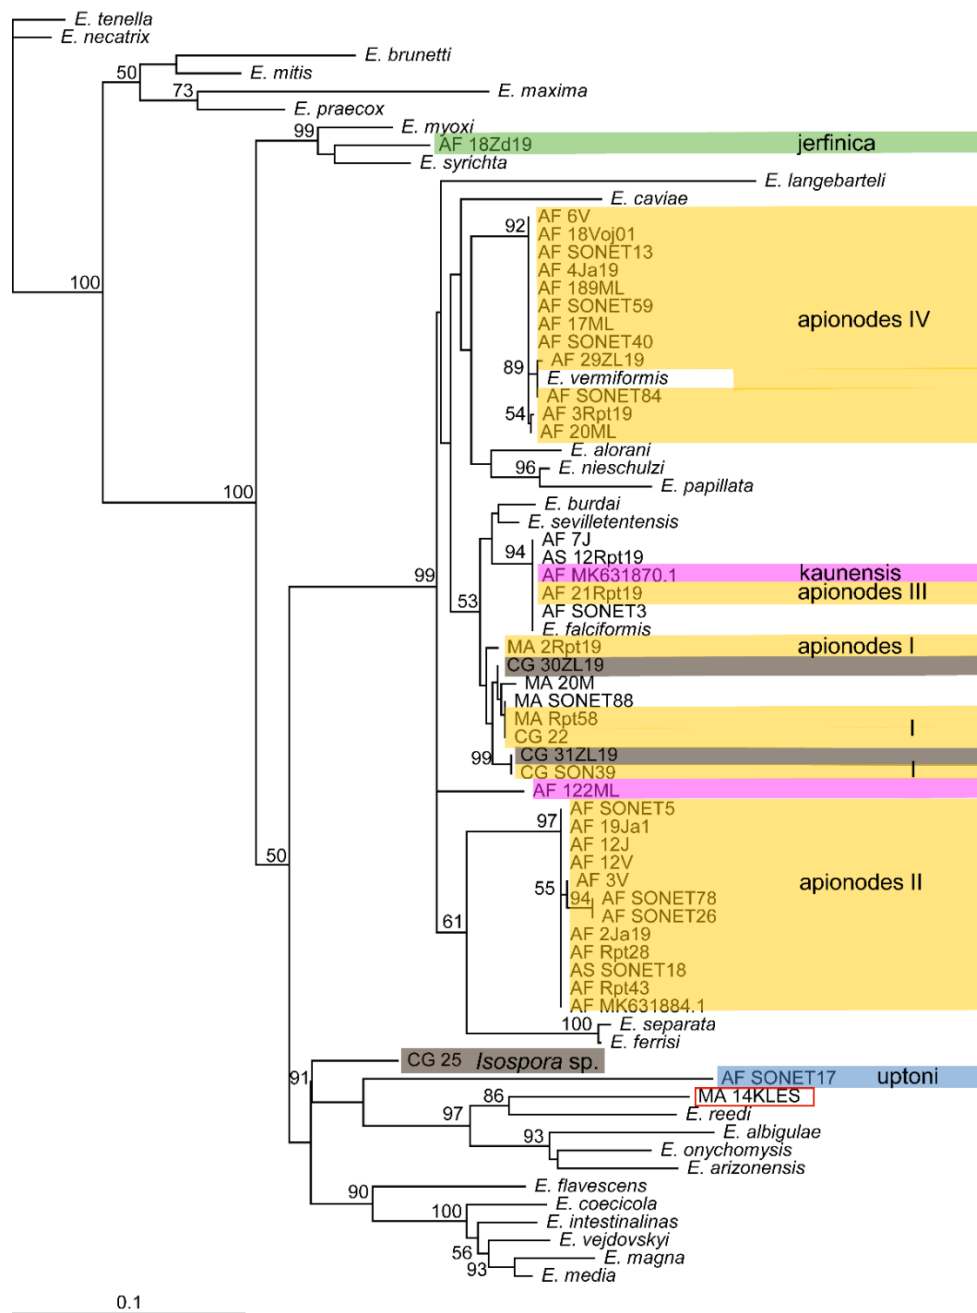 E. tenella
E. necatrix
E. brunetti
50
E. mitis
73
E. maxima
E. praecox
99
E. myoxi
AF 18Zd19 jerfinica
E. syrichta
E. langebarteli
E. caviae
92
AF 6V
AF 18Voj01
AF SONET13
AF 4Ja19
100
AF 189ML
AF SONET59
AF 17ML apionodes IV
AF SONET40
89
AF 29ZL19
E. vermiformis
AF SONET84
54
AF 3Rpt19
AF 20ML
E. alorani
96
E. nieschulzi
100
E. papillata
E. burdai
E. sevilletentensis
AF 7J
94
AS 12Rpt19
99
AF MK631870.1 kaunensis
53
AF 21Rpt19 apionodes III
AF SONET3
E. falciformis
MA 2Rpt19 apionodes I
CG 30ZL19
MA 20M
MA SONET88
MA Rpt58
I
CG 22
99
CG 31ZL19
CG SON39 I
AF 122ML
AF SONET5
97
AF 19Ja1
AF 12J
50
AF 12V
55
AF 3V apionodes II
94
AF SONET78
AF SONET26
61
AF 2Ja19
AF Rpt28
AS SONET18
AF Rpt43
AF MK631884.1
100
E. separata
E. ferrisi
CG 25 Isospora sp.
91
AF SONET17 uptoni
86
MA 14KLES
97
E. reedi
93
E. albigulae
E. onychomysis
E. arizonensis
90
E. flavescens
100
E. coecicola
E. intestinalinas
56
E. vejdovskyi
93
E. magna
E. media
0.1